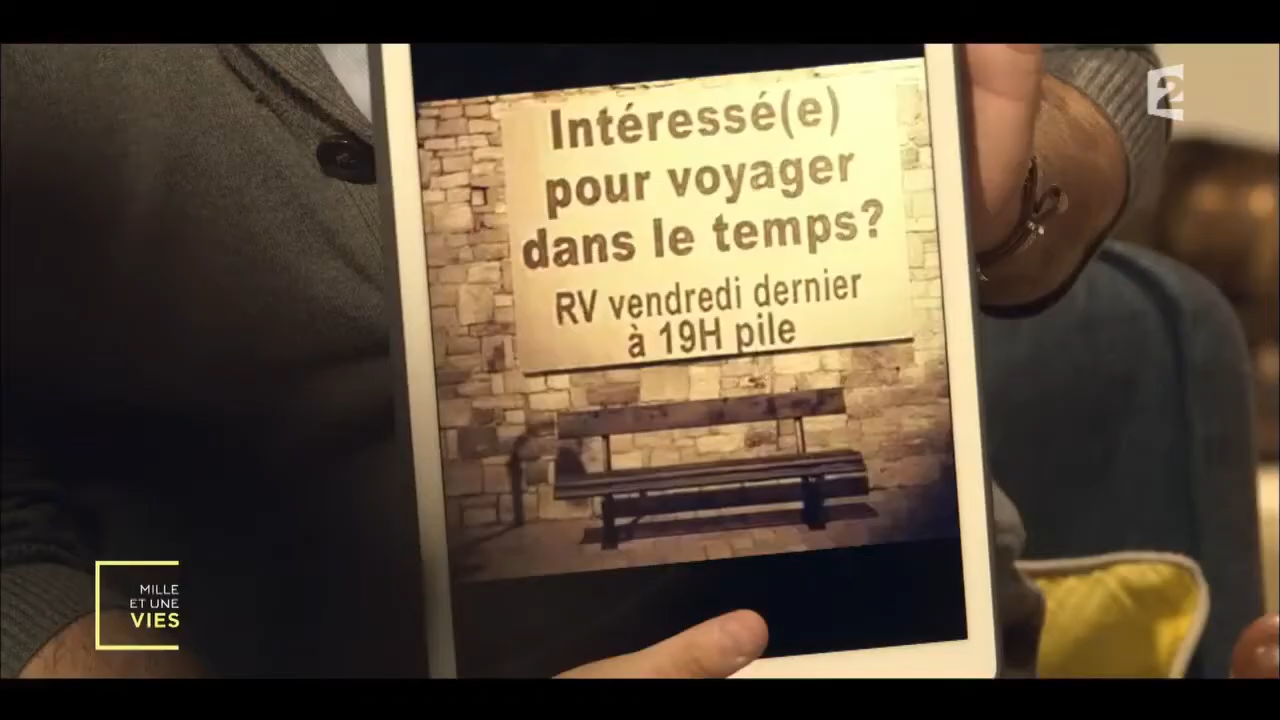 2
Intéressé(e)
pour voyager
dans le temps?
RV vendredi dernier
à 19H pile
MILLE
ET UNE
VIES